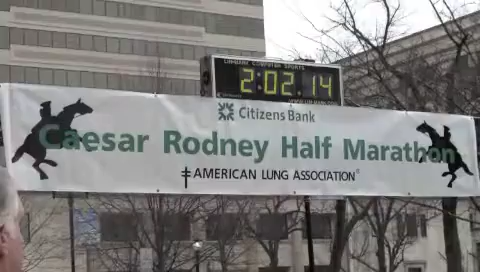 2:02.14
Citizens Bank
Caesar Rodney Half Marathon
AMERICAN LUNG ASSOCIATION®